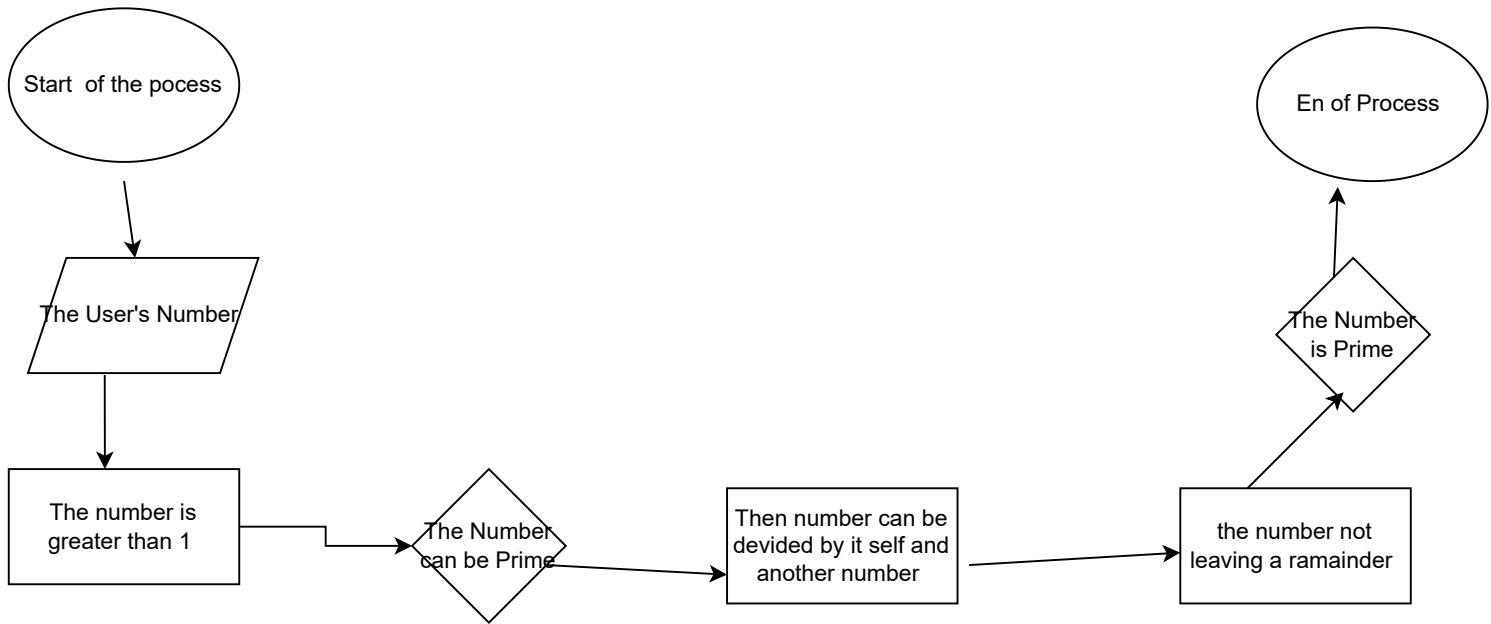 Start  of the pocess
The User's Number
The number is
greater than 1
The Number
can be Prime
Then number can be
devided by it self and
another number
the number not
leaving a ramainder
The Number
is Prime
En of Process